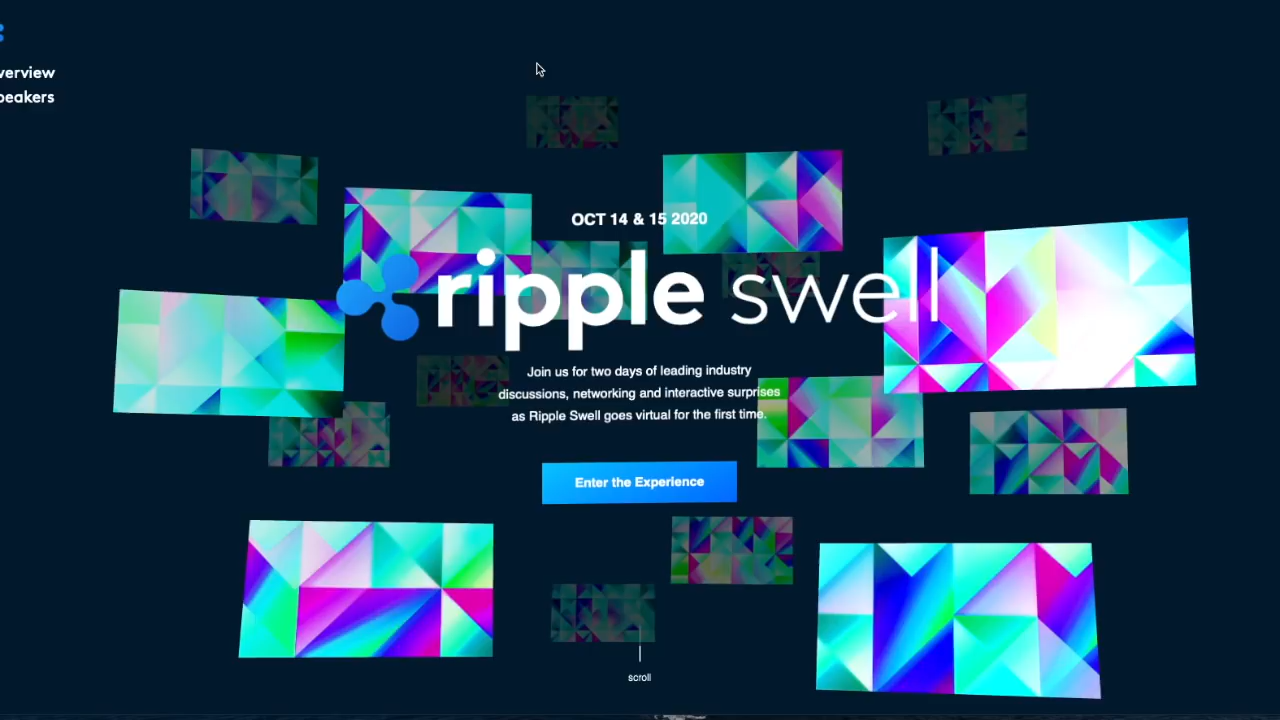 verview
peakers
OCT 14 & 15 2020
ripple swell
Join us for two days of leading industry
discussions, networking and interactive surprises
as Ripple Swell goes virtual for the first time.
Enter the Experience
scroll